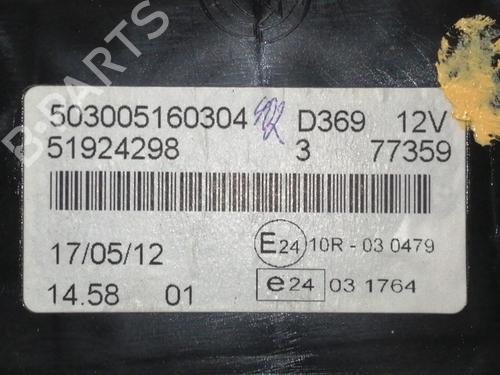 B-PARTS
503005160304 D369 12V
51924298 3 77359
17/05/12 E24 10R - 03 0479
14.58 01 e24 03 1764